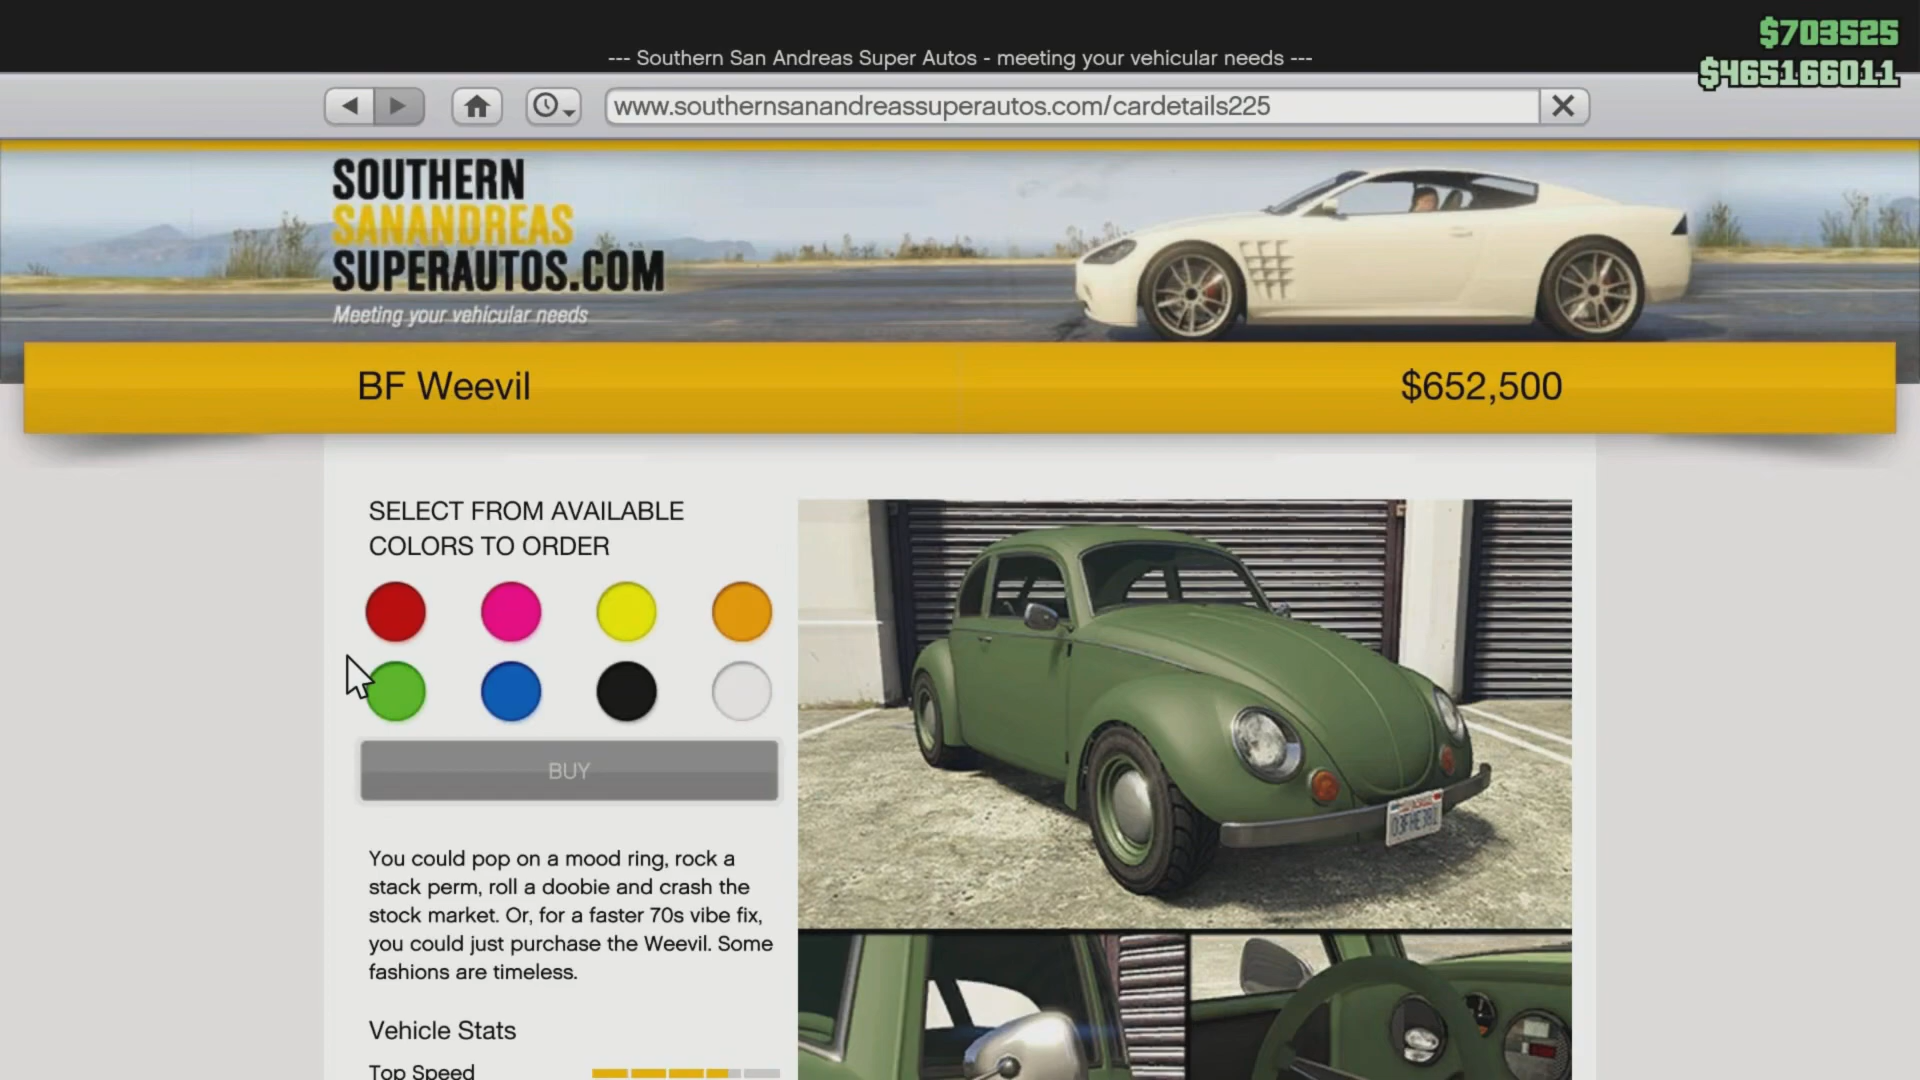 $703525
--- Southern San Andreas Super Autos - meeting your vehicular needs ---
$465166011
www.southernsanandreassuperautos.com/cardetails225
SOUTHERN
SANANDREAS
SUPERAUTOS.COM
Meeting your vehicular needs
BF Weevil
$652,500
SELECT FROM AVAILABLE
COLORS TO ORDER
BUY
You could pop on a mood ring, rock a
stack perm, roll a doobie and crash the
stock market. Or, for a faster 70s vibe fix,
you could just purchase the Weevil. Some
fashions are timeless.
Vehicle Stats
Top Speed